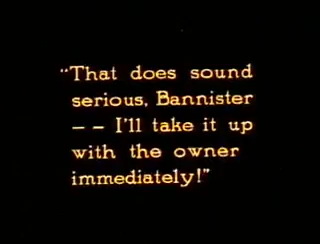 "That does sound
serious, Bannister
-- I'll take it up
with the owner
immediately!"